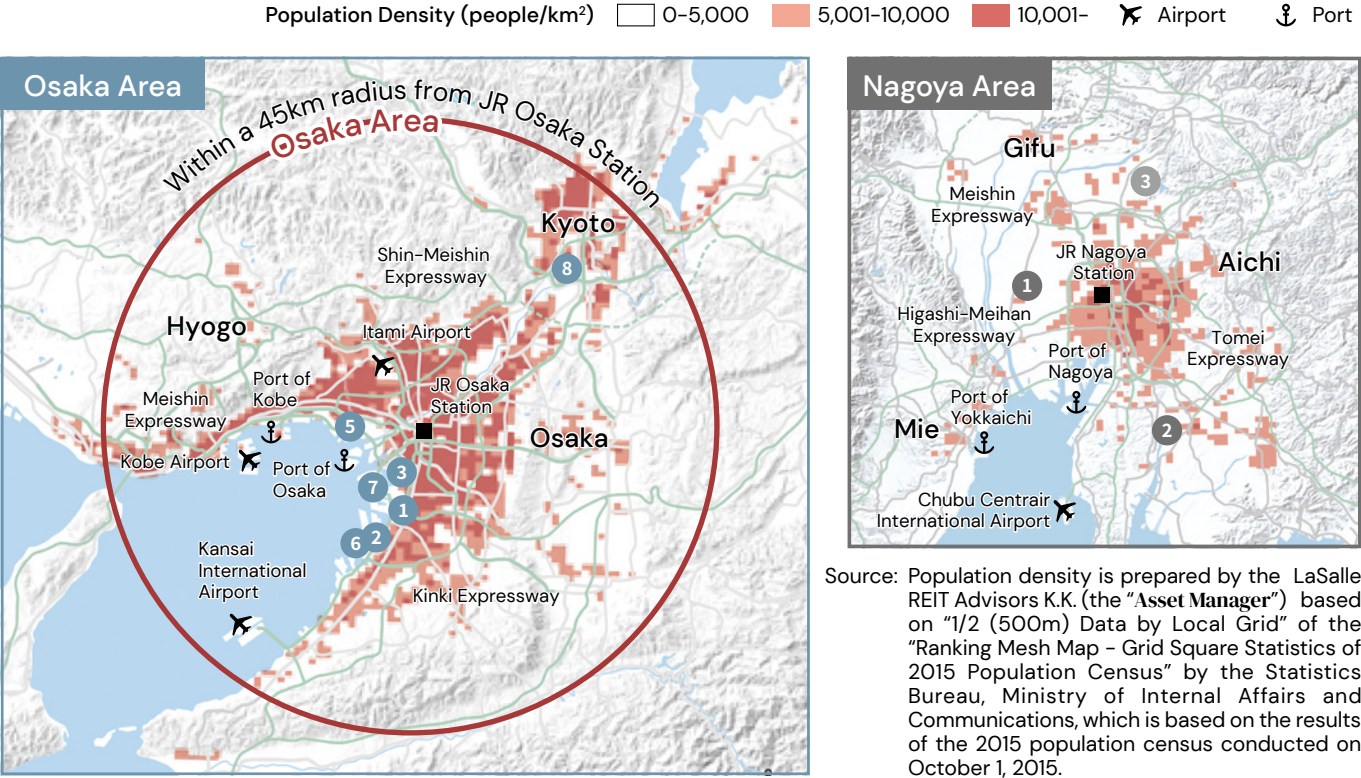 Population Density (people/km²) 0-5,000 5,001-10,000 10,001- Airport Port
Osaka Area
Within a 45km radius from JR Osaka Station
Osaka Area
Kyoto
Shin-Meishin
Expressway
8
Hyogo
Itami Airport
Port of
Kobe
JR Osaka
Station
Meishin
Expressway
5
Osaka
Kobe Airport
Port of
Osaka
3
7
1
6
2
Kansai
International
Airport
Kinki Expressway
Nagoya Area
Gifu
3
Meishin
Expressway
JR Nagoya
Station
Aichi
1
Higashi-Meihan
Expressway
Tomei
Expressway
Port of
Nagoya
Port of
Yokkaichi
Mie
2
Chubu Centrair
International Airport
Source: Population density is prepared by the LaSalle
REIT Advisors K.K. (the “Asset Manager”) based
on “1/2 (500m) Data by Local Grid” of the
“Ranking Mesh Map - Grid Square Statistics of
2015 Population Census” by the Statistics
Bureau, Ministry of Internal Affairs and
Communications, which is based on the results
of the 2015 population census conducted on
October 1, 2015.